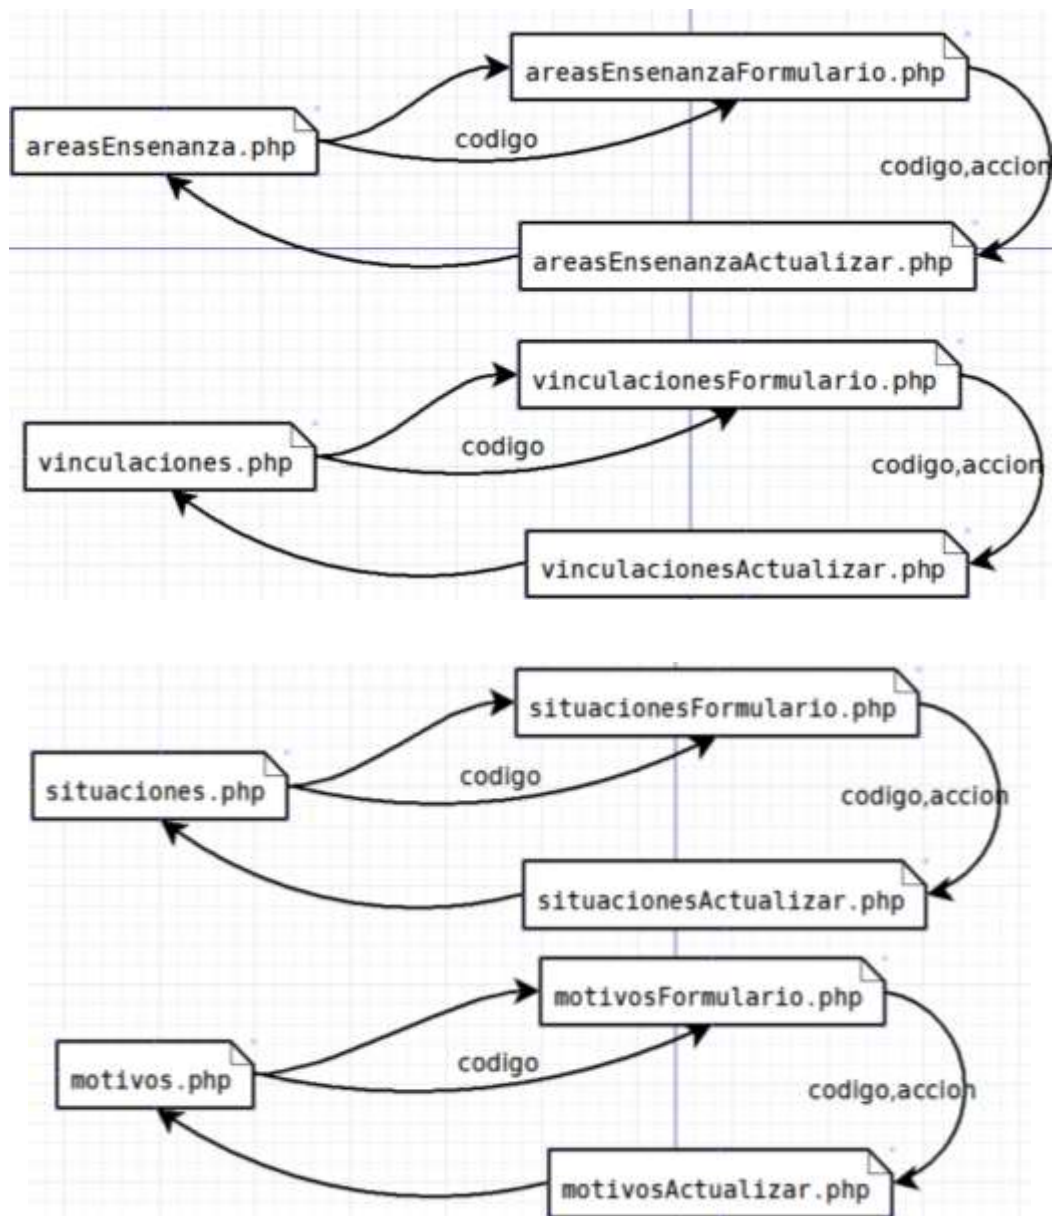 areasEnsenanzaFormulario.php
codigo
areasEnsenanza.php
codigo,accion
areasEnsenanzaActualizar.php
vinculacionesFormulario.php
codigo
vinculaciones.php
codigo,accion
vinculacionesActualizar.php
situacionesFormulario.php
codigo
situaciones.php
codigo,accion
situacionesActualizar.php
motivosFormulario.php
codigo
motivos.php
codigo,accion
motivosActualizar.php